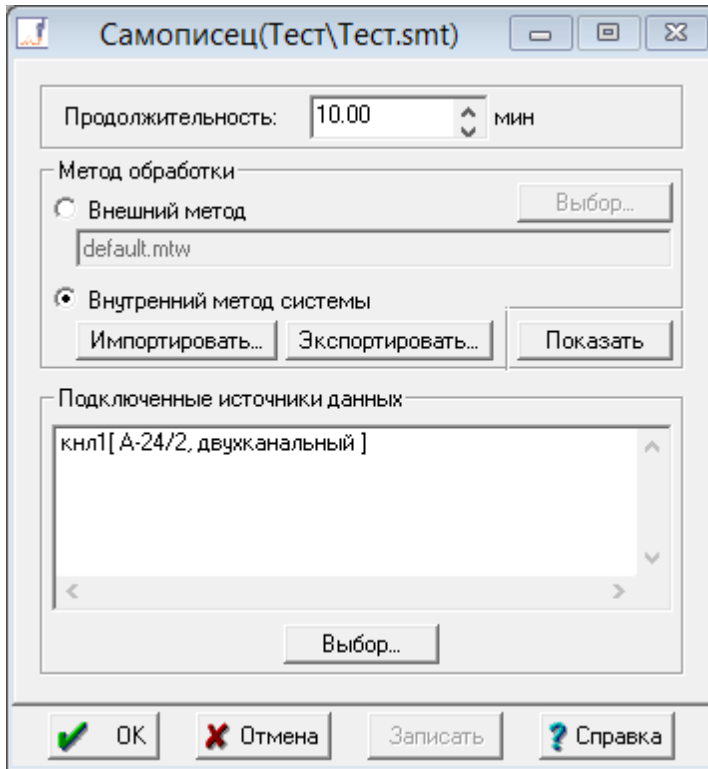 Самописец(Тест\Тест.smt)
Продолжительность: 10.00 мин
Метод обработки
Внешний метод Выбор...
default.mtw
Внутренний метод системы
Импортировать... Экспортировать... Показать
Подключенные источники данных
кнл1[ А-24/2, двухканальный ]
Выбор...
OK Отмена Записать ? Справка